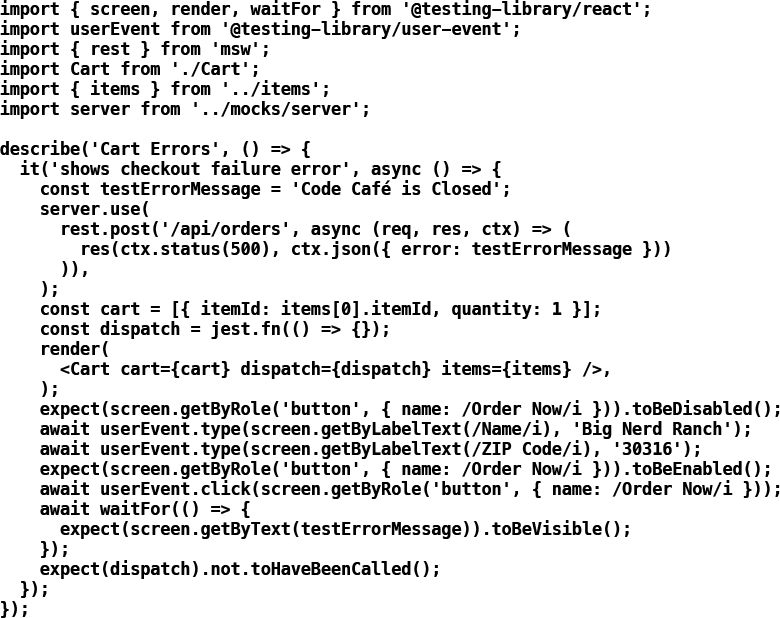 import { screen, render, waitFor } from '@testing-library/react';
import userEvent from '@testing-library/user-event';
import { rest } from 'msw';
import Cart from './Cart';
import { items } from '../items';
import server from '../mocks/server';

describe('Cart Errors', () => {
  it('shows checkout failure error', async () => {
    const testErrorMessage = 'Code Café is Closed';
    server.use(
      rest.post('/api/orders', async (req, res, ctx) => (
        res(ctx.status(500), ctx.json({ error: testErrorMessage }))
      )),
    );
    const cart = [{ itemId: items[0].itemId, quantity: 1 }];
    const dispatch = jest.fn(() => {});
    render(
      <Cart cart={cart} dispatch={dispatch} items={items} />,
    );
    expect(screen.getByRole('button', { name: /Order Now/i })).toBeDisabled();
    await userEvent.type(screen.getByLabelText(/Name/i), 'Big Nerd Ranch');
    await userEvent.type(screen.getByLabelText(/ZIP Code/i), '30316');
    expect(screen.getByRole('button', { name: /Order Now/i })).toBeEnabled();
    await userEvent.click(screen.getByRole('button', { name: /Order Now/i }));
    await waitFor(() => {
      expect(screen.getByText(testErrorMessage)).toBeVisible();
    });
    expect(dispatch).not.toHaveBeenCalled();
  });
});